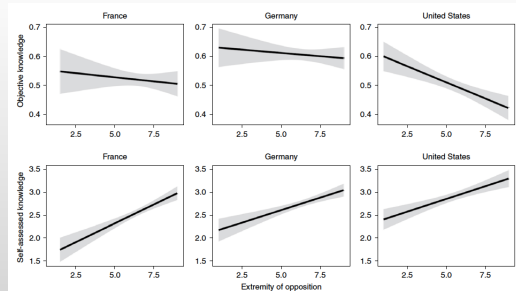 France
Germany
United States
Objective knowledge
0.7
0.6
0.5
0.4
2.5 5.0 7.5
0.7
0.6
0.5
0.4
2.5 5.0 7.5
0.7
0.6
0.5
0.4
2.5 5.0 7.5
France
Germany
United States
Self-assessed knowledge
3.5
3.0
2.5
2.0
1.5
2.5 5.0 7.5
3.5
3.0
2.5
2.0
1.5
2.5 5.0 7.5
3.5
3.0
2.5
2.0
1.5
2.5 5.0 7.5
Extremity of opposition